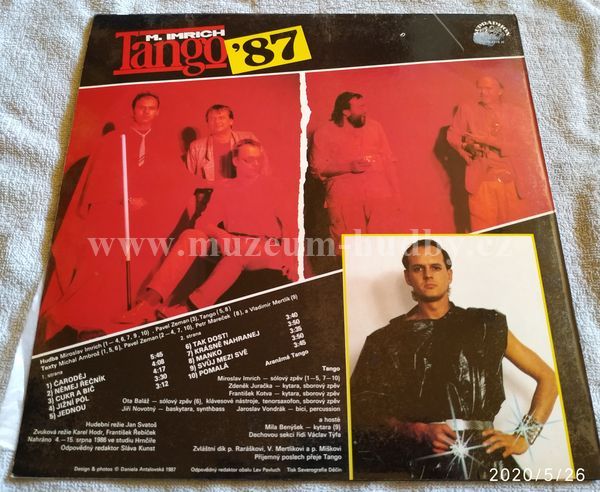 M. IMRICH
Tango '87
SUPRAPHON
www.muzeum-hudby.cz
Hudba Miroslav Imrich (1 – 4, 6, 7, 9 , 10) - Pavel Zeman (3), Tango (5, 8)
Texty Michal Ambrož (1, 5, 6), Pavel Zeman (2 – 4, 7, 10), Petr Mareček (8), a Vladimír Mertlík (9)
1. strana
1) ČARODĚJ 5:45
2) NĚMEJ ŘEČNÍK 4:08
3) CUKR A BIČ 4:17
4) JIŽNÍ PÓL 3:30
5) JEDNOU 3:12
2. strana
6) TAK DOSTI 3:40
7) KRÁSNĚ NAHRANEJ 3:50
8) MANKO 3:35
9) SVŮJ MEZI SVÉ 3:50
10) POMALÁ 3:45
Aranžmá Tango
Hudební režie Jan Svatoš
Zvuková režie Karel Hodr, František Řebíček
Nahráno 4. – 15. srpna 1986 ve studiu Hrnčíře
Odpovědný redaktor Sláva Kunst
Tango
Miroslav Imrich – sólový zpěv (1 – 5, 7 – 10)
Zdeněk Juračka – kytara, sborový zpěv
František Kotva – kytara, sborový zpěv
Ota Baláž – sólový zpěv (6), klávesové nástroje, tenorsaxofon, sborový zpěv
Jiří Novotný – baskytara, synthbass
Jaroslav Vondrák – bicí, percussion
a hosté
Míla Benýšek – kytara (9)
Dechovou sekci řídí Václav Týfa
Zvláštní dík p. Raráškovi, V. Mertlíkovi a p. Miškovi
Příjemný poslech přeje Tango
Design & photos © Daniela Antalovská 1987
Odpovědný redaktor obalu Lev Pavluch
Tisk Severografia Děčín
2020/5/26